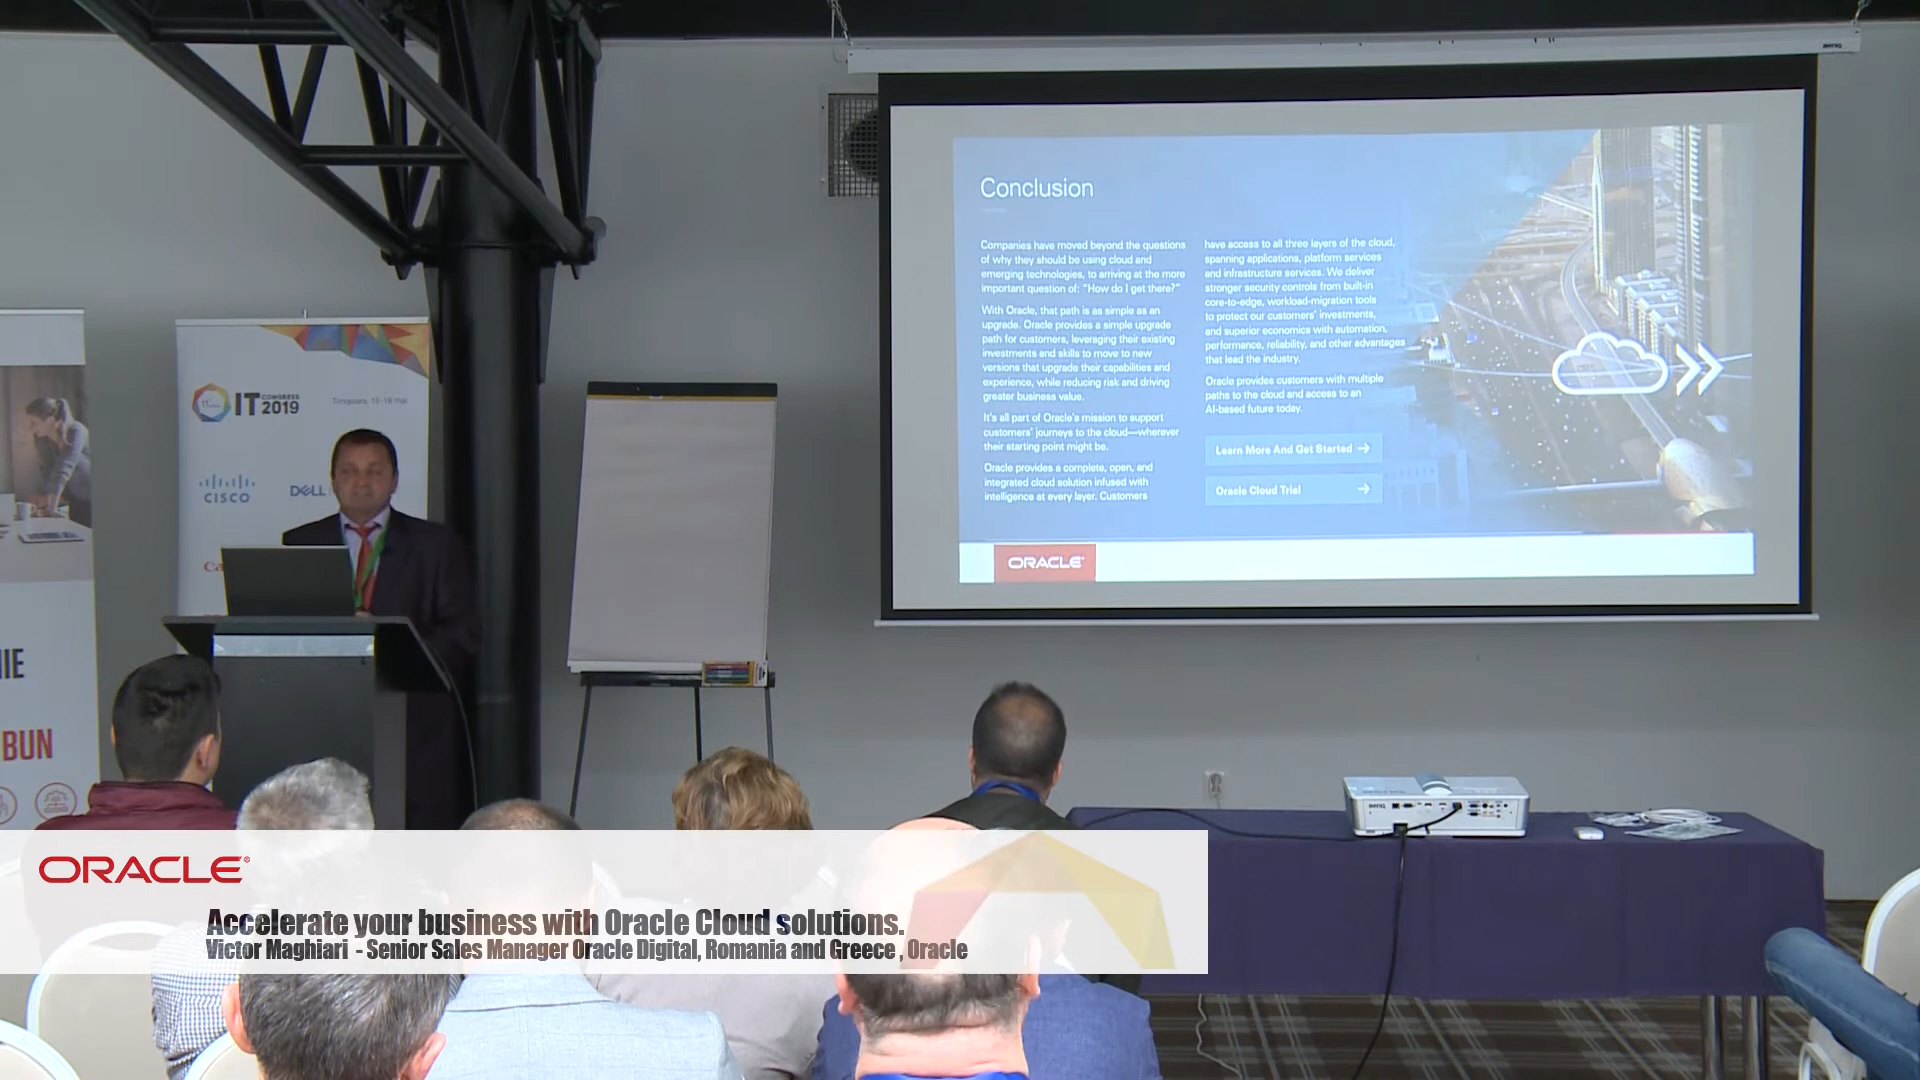 BenQ
Conclusion
Companies have moved beyond the questions
of why they should be using cloud and
emerging technologies, to arriving at the more
important question of: “How do I get there?”
With Oracle, that path is as simple as an
upgrade. Oracle provides a simple upgrade
path for customers, leveraging their existing
investments and skills to move to new
versions that upgrade their capabilities and
experience, while reducing risk and driving
greater business value.
It's all part of Oracle's mission to support
customers' journeys to the cloud—wherever
their starting point might be.
Oracle provides a complete, open, and
integrated cloud solution infused with
intelligence at every layer. Customers
have access to all three layers of the cloud,
spanning applications, platform services
and infrastructure services. We deliver
stronger security controls from built-in
core-to-edge, workload-migration tools
to protect our customers' investments,
and superior economics with automation,
performance, reliability, and other advantages
that lead the industry.
Oracle provides customers with multiple
paths to the cloud and access to an
AI-based future today.
Learn More And Get Started →
Oracle Cloud Trial →
ORACLE
IT CONGRESS
2019
Timișoara, 15-16 mai
CISCO
DELL
Ca
IIE
BUN
BenQ
ORACLE®
Accelerate your business with Oracle Cloud solutions.
Victor Maghiari - Senior Sales Manager Oracle Digital, Romania and Greece , Oracle